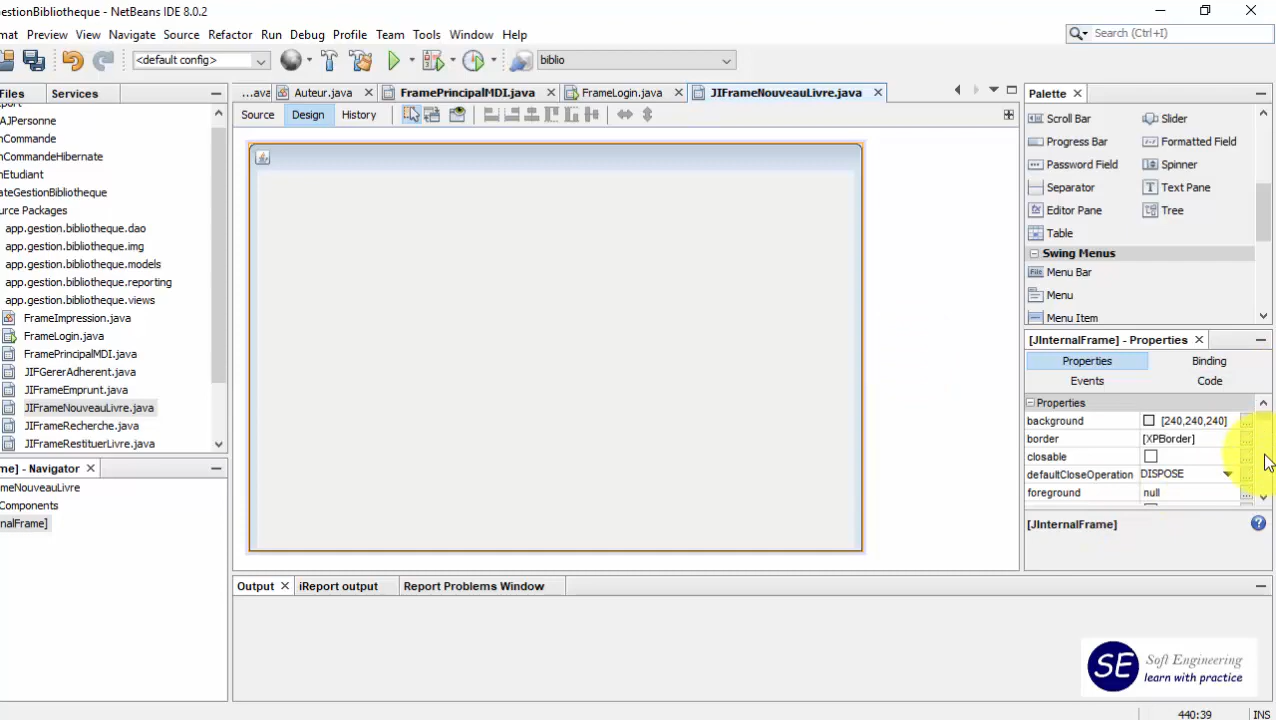 GestionBibliotheque - NetBeans IDE 8.0.2
mat Preview View Navigate Source Refactor Run Debug Profile Team Tools Window Help
Search (Ctrl+I)
<default config>
biblio
Files Services
...ava Auteur.java FramePrincipalMDI.java FrameLogin.java JIFrameNouveauLivre.java
Source Design History
AJPersonne
nCommande
nCommandeHibernate
nEtudiant
ateGestionBibliotheque
urce Packages
app.gestion.bibliotheque.dao
app.gestion.bibliotheque.img
app.gestion.bibliotheque.models
app.gestion.bibliotheque.reporting
app.gestion.bibliotheque.views
FrameImpression.java
FrameLogin.java
FramePrincipalMDI.java
JIFGererAdherent.java
JIFrameEmprunt.java
JIFrameNouveauLivre.java
JIFrameRecherche.java
JIFrameRestituerLivre.java
me] - Navigator
meNouveauLivre
Components
nalFrame]
Palette
Scroll Bar Slider
Progress Bar Formatted Field
Password Field Spinner
Separator Text Pane
Editor Pane Tree
Table
Swing Menus
Menu Bar
Menu
Menu Item
[JInternalFrame] - Properties
Properties Binding
Events Code
Properties
background [240,240,240]
border [XPBorder]
closable
defaultCloseOperation DISPOSE
foreground null
[JInternalFrame]
Output iReport output Report Problems Window
SE Soft Engineering
learn with practice
440:39 INS